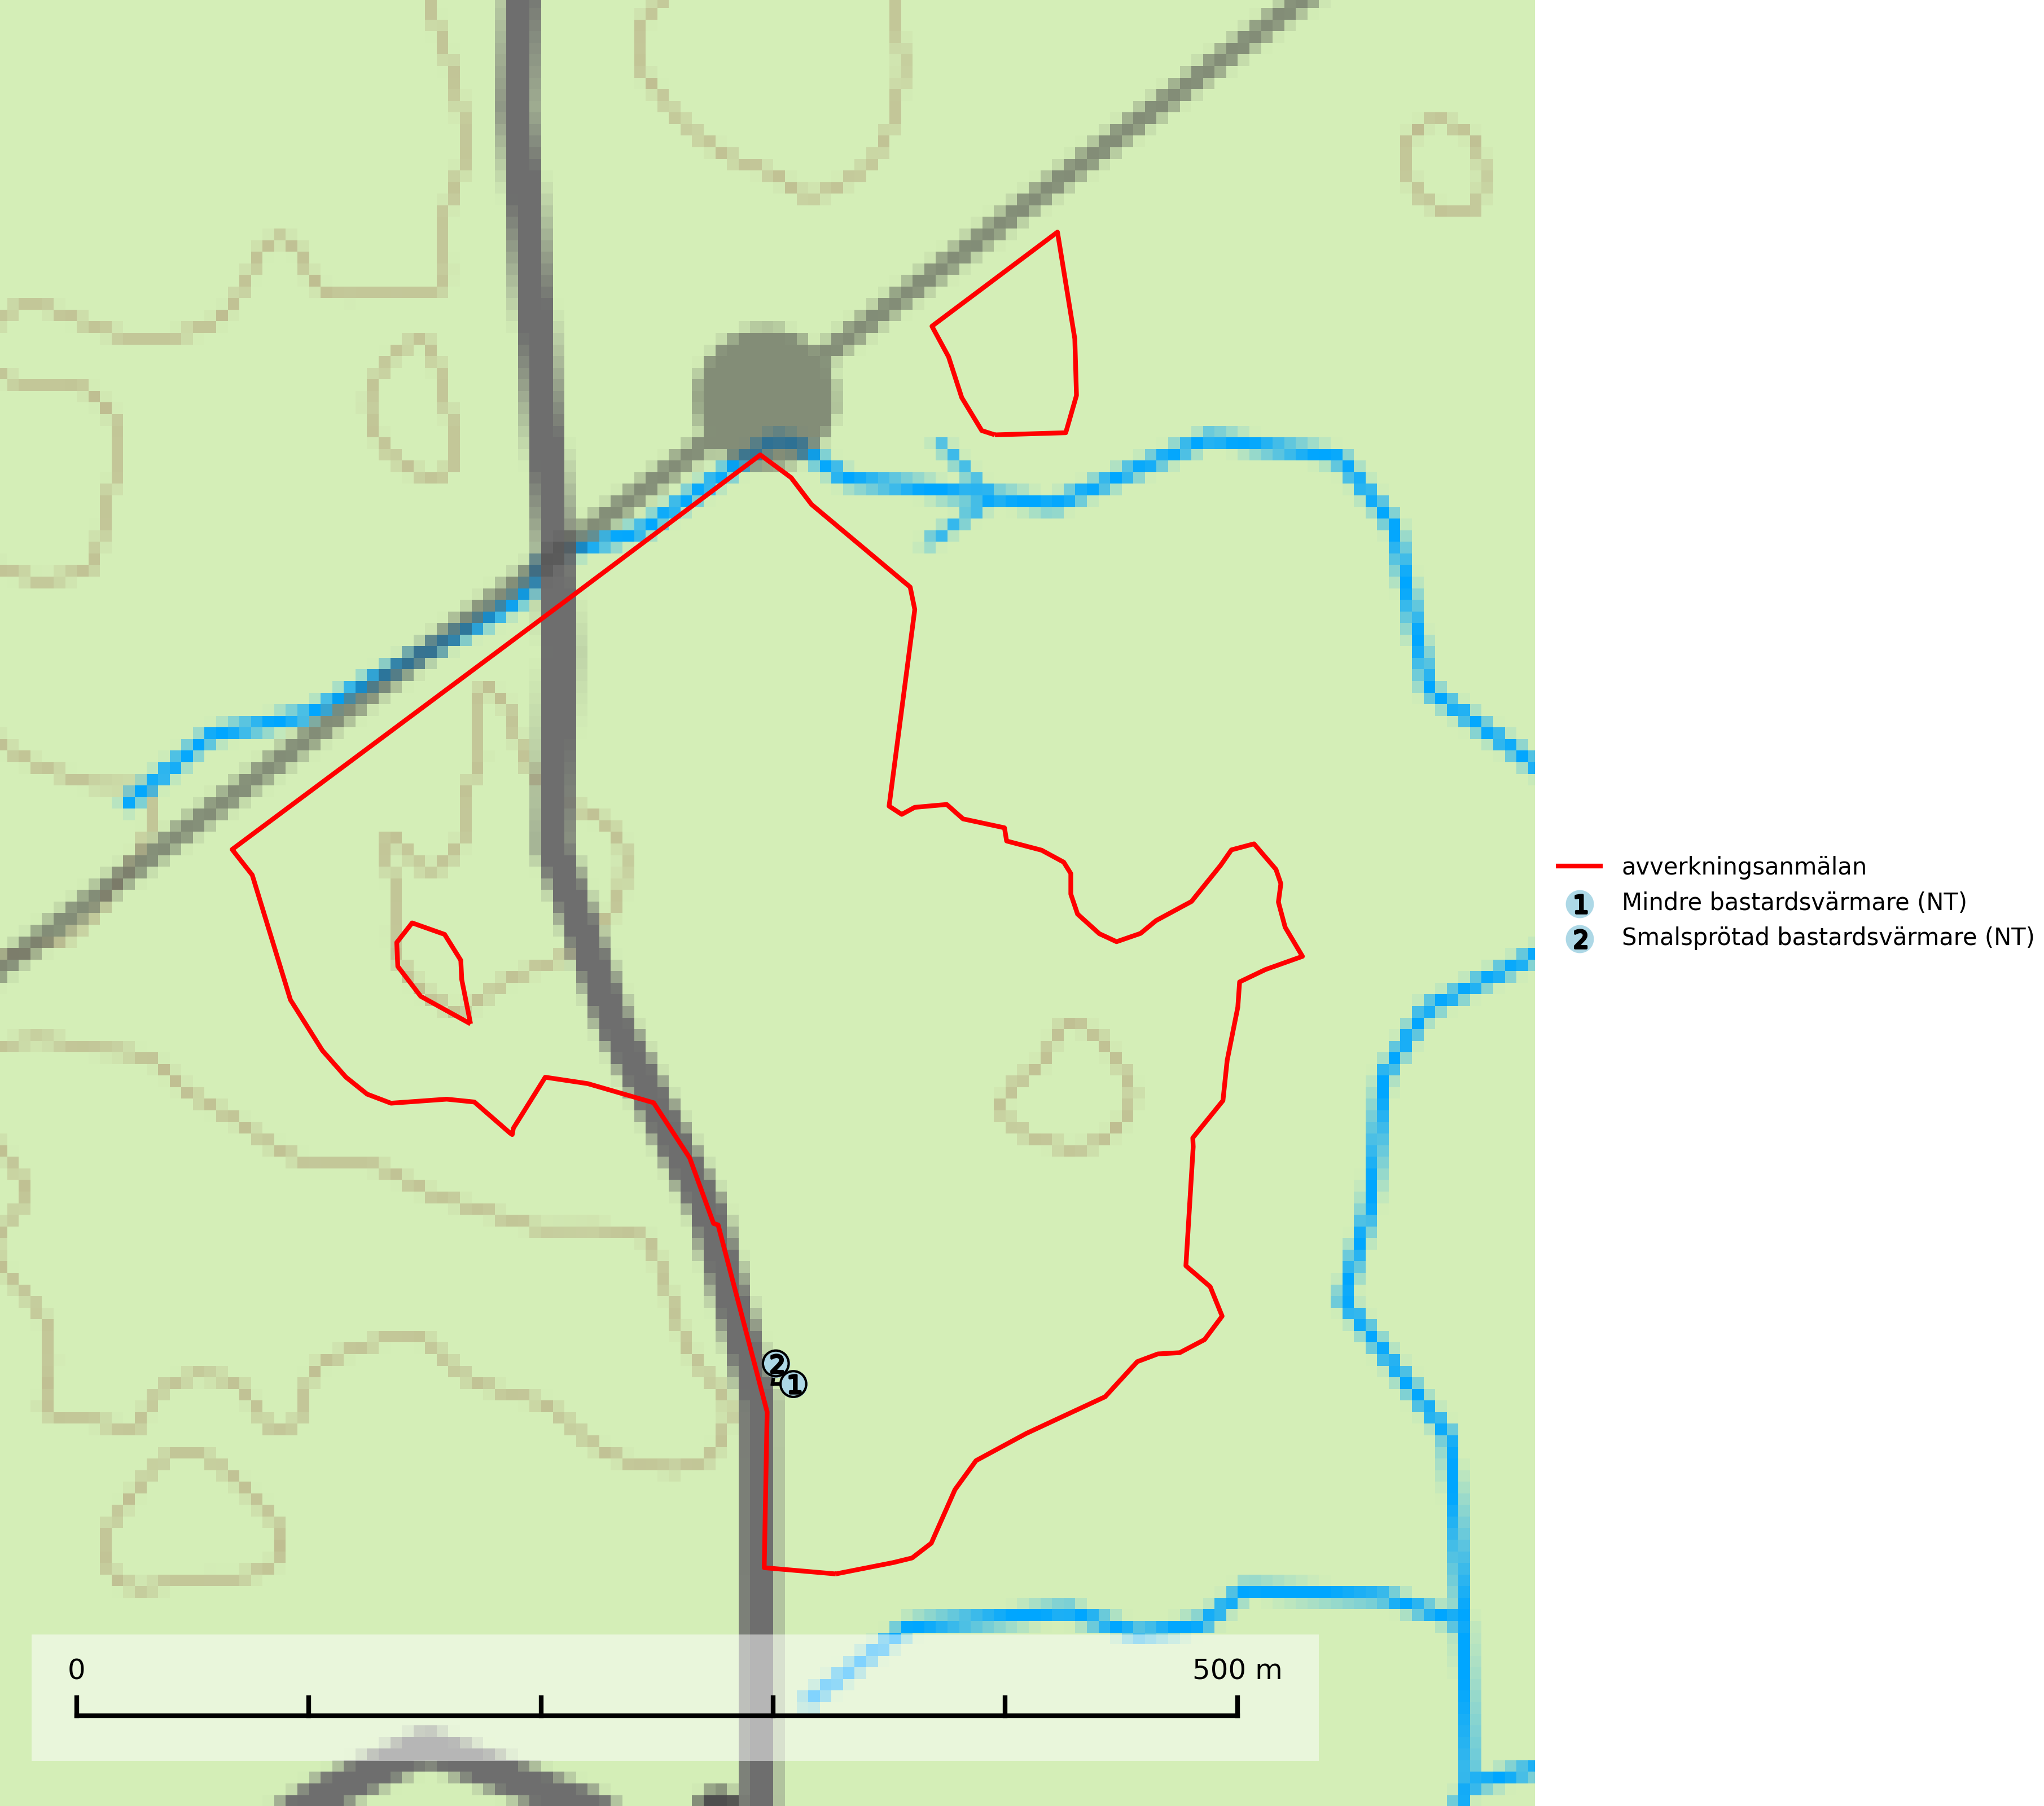 avverkningsanmälan
1 Mindre bastardsvärmare (NT)
2 Smalsprötad bastardsvärmare (NT)
2
1
0 500 m